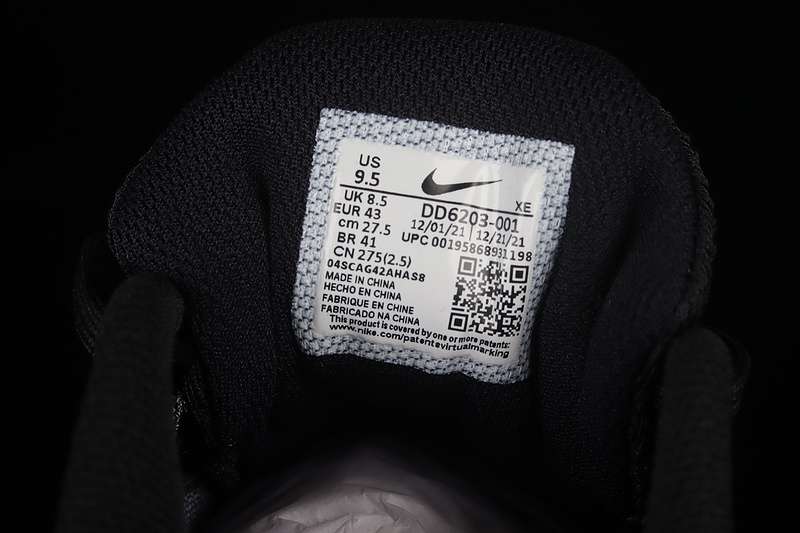 US
9.5
XE
UK 8.5
EUR 43
cm 27.5
BR 41
CN 275(2.5)
DD6203-001
12/01/21 | 12/21/21
UPC 00195868931198
04SCAG42AHAS8
MADE IN CHINA
HECHO EN CHINA
FABRIQUE EN CHINE
FABRICADO NA CHINA
This product is covered by one or more patents:
www.nike.com/patentevirtualmarking